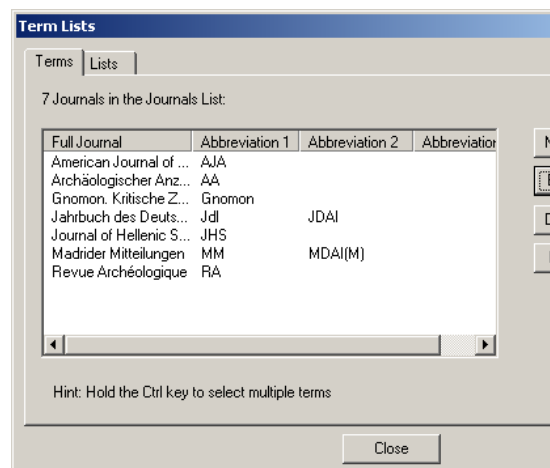 Term Lists
Terms Lists
7 Journals in the Journals List:
Full Journal Abbreviation 1 Abbreviation 2 Abbreviation
American Journal of ... AJA
Archäologischer Anz... AA
Gnomon. Kritische Z... Gnomon
Jahrbuch des Deuts... JdI JDAI
Journal of Hellenic S... JHS
Madrider Mitteilungen MM MDAI(M)
Revue Archéologique RA
Hint: Hold the Ctrl key to select multiple terms
Close